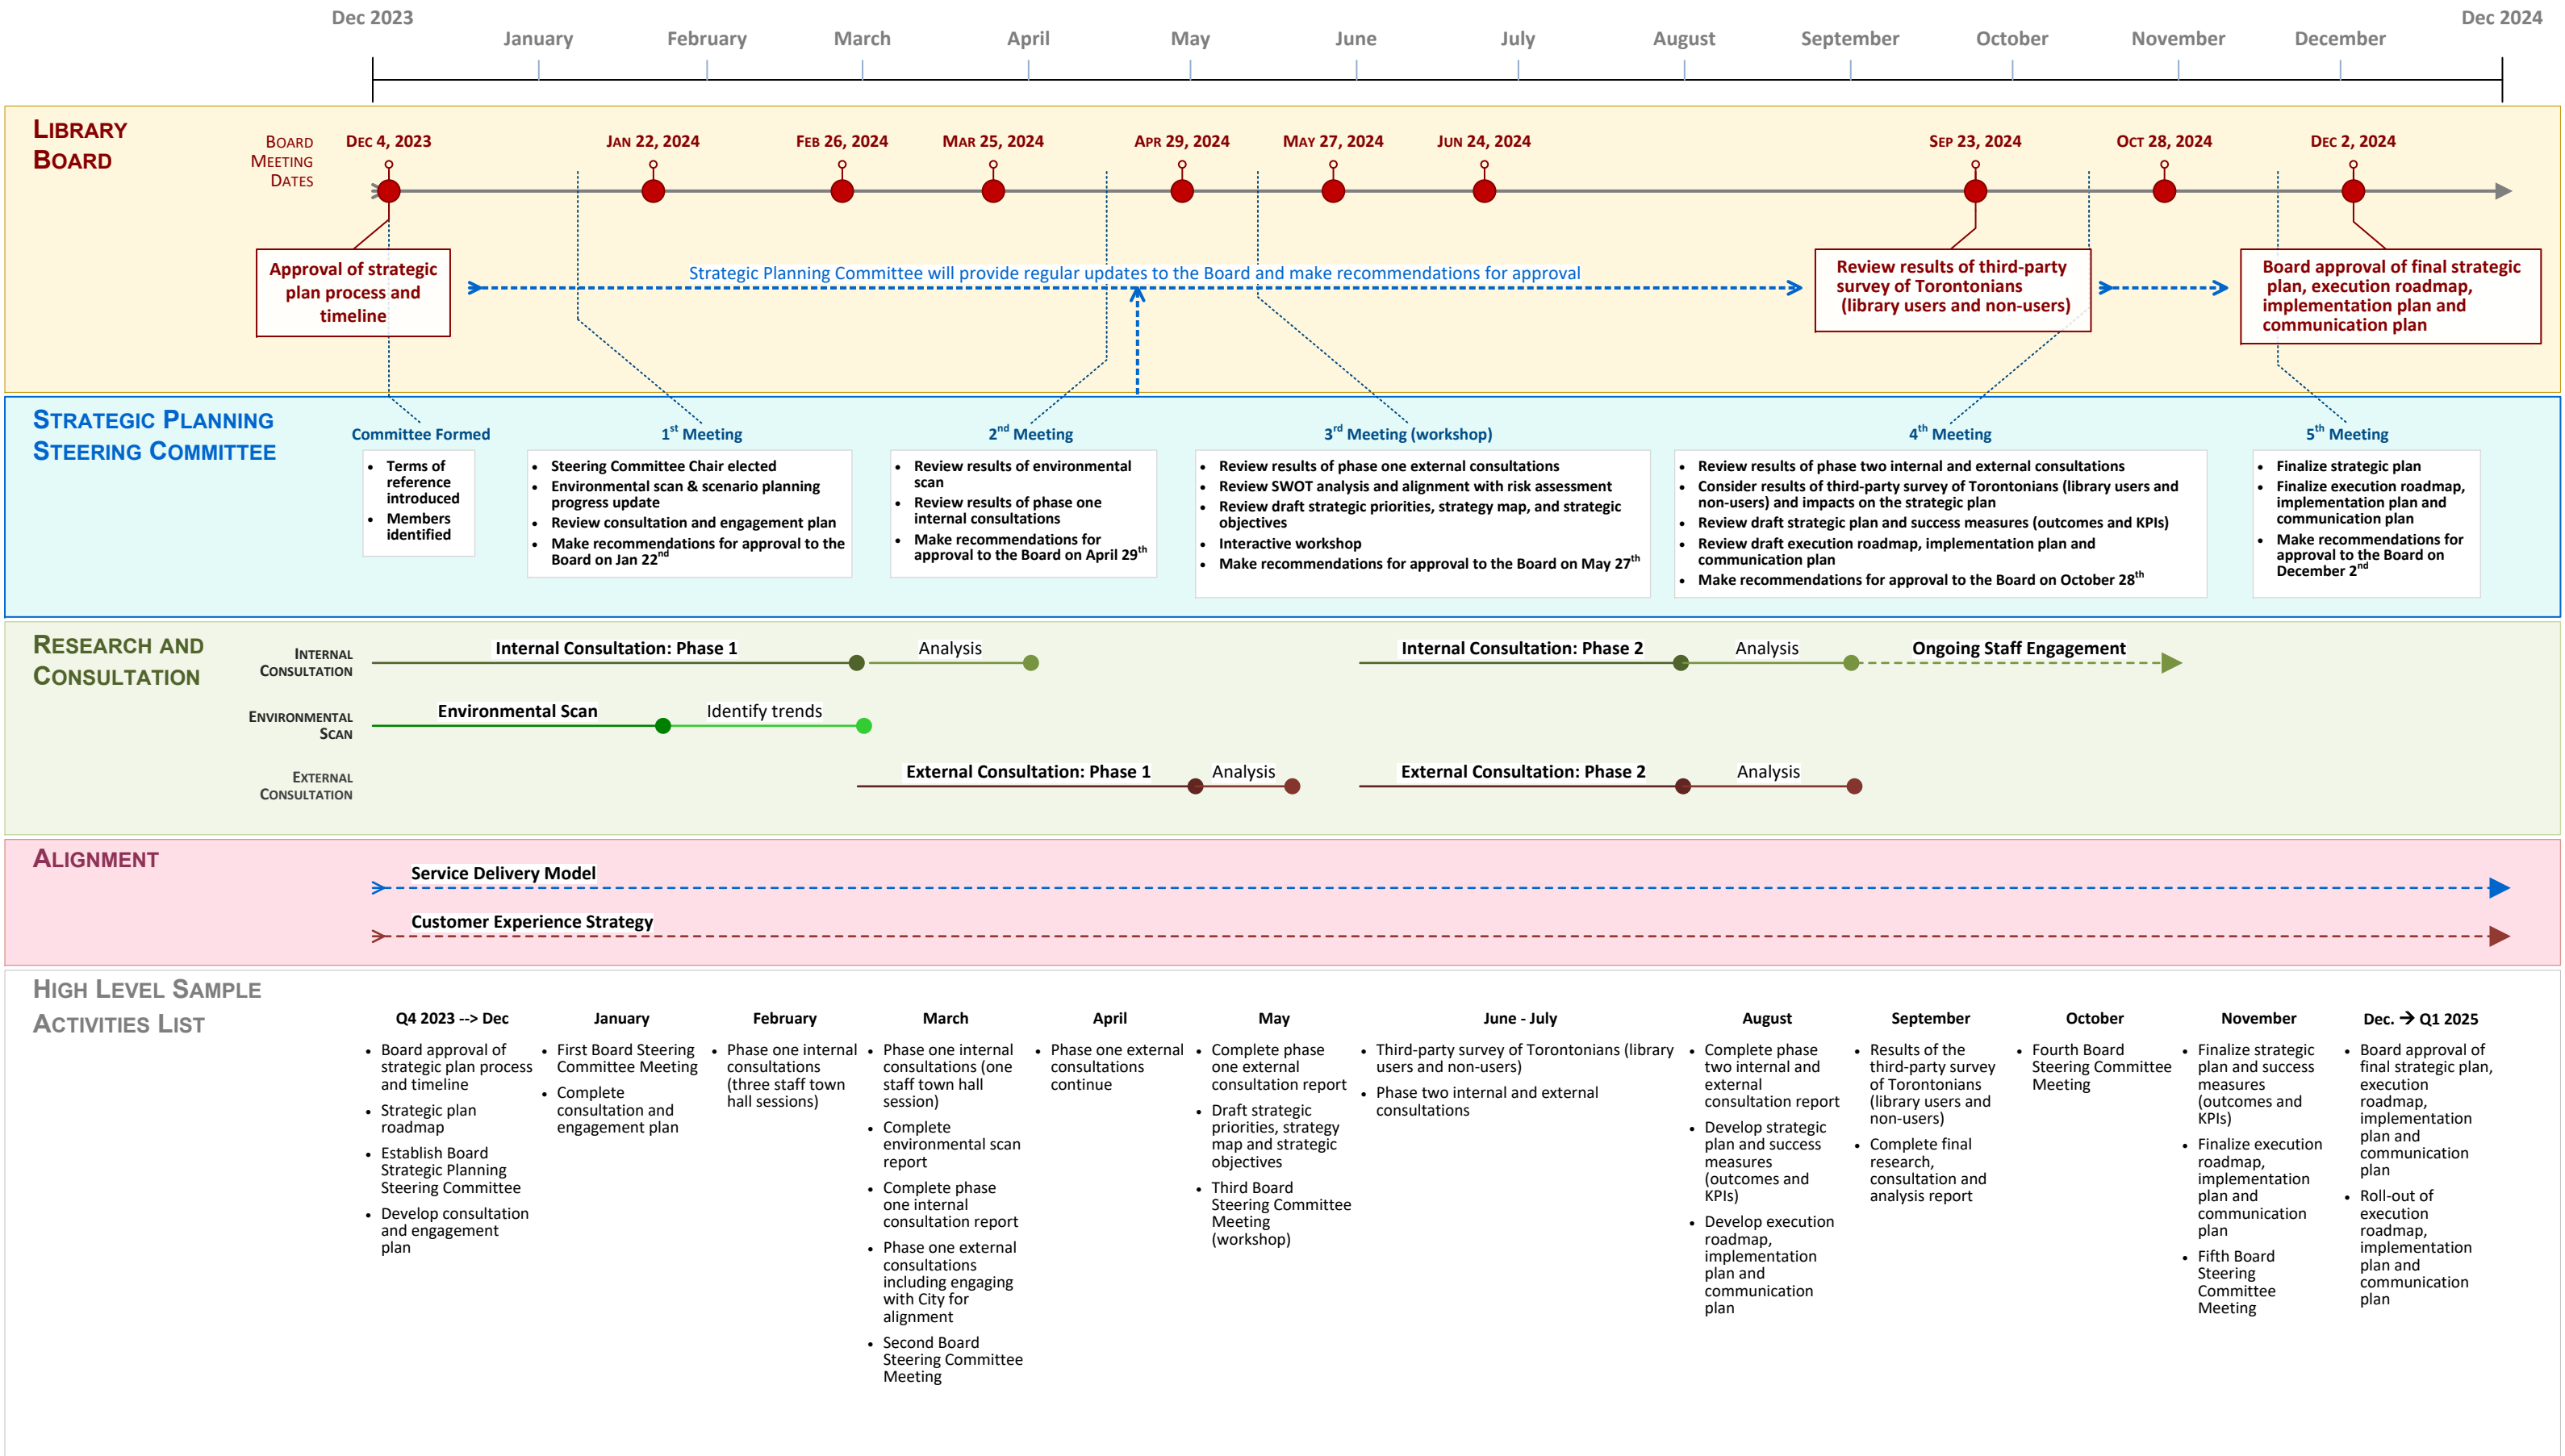 Dec 2023
Dec 2024
January
February
March
April
May
June
July
August
September
October
November
December
LIBRARY
BOARD
BOARD
MEETING
DATES
DEC 4, 2023
JAN 22, 2024
FEB 26, 2024
MAR 25, 2024
APR 29, 2024
MAY 27, 2024
JUN 24, 2024
SEP 23, 2024
OCT 28, 2024
DEC 2, 2024
Approval of strategic
plan process and
timeline
Strategic Planning Committee will provide regular updates to the Board and make recommendations for approval
Review results of third-party
survey of Torontonians
(library users and non-users)
Board approval of final strategic
plan, execution roadmap,
implementation plan and
communication plan
STRATEGIC PLANNING
STEERING COMMITTEE
Committee Formed
• Terms of
reference
introduced
• Members
identified
1st Meeting
• Steering Committee Chair elected
• Environmental scan & scenario planning
progress update
• Review consultation and engagement plan
• Make recommendations for approval to the
Board on Jan 22nd
2nd Meeting
• Review results of environmental
scan
• Review results of phase one
internal consultations
• Make recommendations for
approval to the Board on April 29th
3rd Meeting (workshop)
• Review results of phase one external consultations
• Review SWOT analysis and alignment with risk assessment
• Review draft strategic priorities, strategy map, and strategic
objectives
• Interactive workshop
• Make recommendations for approval to the Board on May 27th
4th Meeting
• Review results of phase two internal and external consultations
• Consider results of third-party survey of Torontonians (library users and
non-users) and impacts on the strategic plan
• Review draft strategic plan and success measures (outcomes and KPIs)
• Review draft execution roadmap, implementation plan and
communication plan
• Make recommendations for approval to the Board on October 28th
5th Meeting
• Finalize strategic plan
• Finalize execution roadmap,
implementation plan and
communication plan
• Make recommendations for
approval to the Board on
December 2nd
RESEARCH AND
CONSULTATION
INTERNAL
CONSULTATION
Internal Consultation: Phase 1
Analysis
Internal Consultation: Phase 2
Analysis
Ongoing Staff Engagement
ENVIRONMENTAL
SCAN
Environmental Scan
Identify trends
EXTERNAL
CONSULTATION
External Consultation: Phase 1
Analysis
External Consultation: Phase 2
Analysis
ALIGNMENT
Service Delivery Model
Customer Experience Strategy
HIGH LEVEL SAMPLE
ACTIVITIES LIST
Q4 2023 --> Dec
• Board approval of
strategic plan process
and timeline
• Strategic plan
roadmap
• Establish Board
Strategic Planning
Steering Committee
• Develop consultation
and engagement
plan
January
• First Board Steering
Committee Meeting
• Complete
consultation and
engagement plan
February
• Phase one internal
consultations
(three staff town
hall sessions)
March
• Phase one internal
consultations (one
staff town hall
session)
• Complete
environmental scan
report
• Complete phase
one internal
consultation report
• Phase one external
consultations
including engaging
with City for
alignment
• Second Board
Steering Committee
Meeting
April
• Phase one external
consultations
continue
May
• Complete phase
one external
consultation report
• Draft strategic
priorities, strategy
map and strategic
objectives
• Third Board
Steering Committee
Meeting
(workshop)
June - July
• Third-party survey of Torontonians (library
users and non-users)
• Phase two internal and external
consultations
August
• Complete phase
two internal and
external
consultation report
• Develop strategic
plan and success
measures
(outcomes and
KPIs)
• Develop execution
roadmap,
implementation
plan and
communication
plan
September
• Results of the
third-party survey
of Torontonians
(library users and
non-users)
• Complete final
research,
consultation and
analysis report
October
• Fourth Board
Steering Committee
Meeting
November
• Finalize strategic
plan and success
measures
(outcomes and
KPIs)
• Finalize execution
roadmap,
implementation
plan and
communication
plan
• Fifth Board
Steering
Committee
Meeting
Dec. → Q1 2025
• Board approval of
final strategic plan,
execution
roadmap,
implementation
plan and
communication
plan
• Roll-out of
execution
roadmap,
implementation
plan and
communication
plan